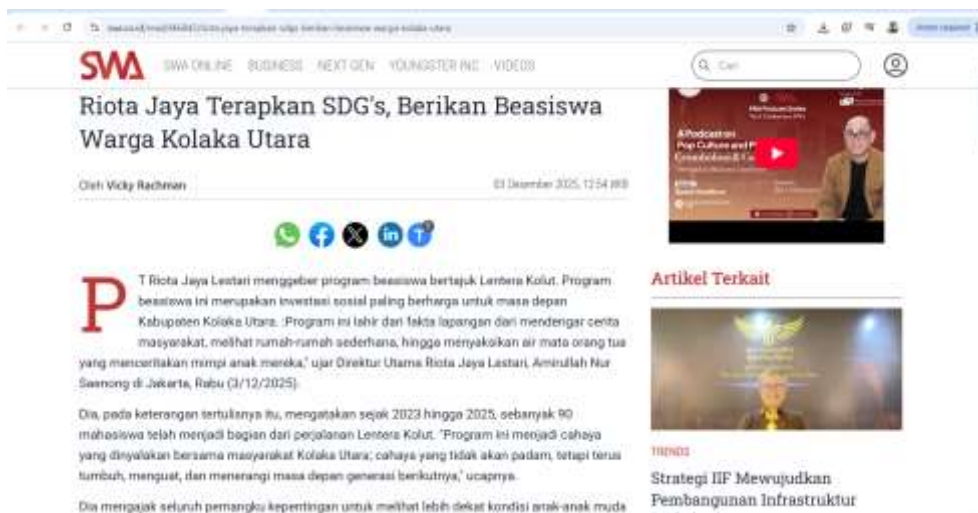 SWA
SWA ONLINE BUSINESS NEXT GEN YOUNGSTER INC VIDEOS
Cari
Riota Jaya Terapkan SDG's, Berikan Beasiswa
Warga Kolaka Utara
Oleh Vicky Rachman
03 Desember 2025, 12:54 WIB
PT Riota Jaya Lestari menggeber program beasiswa bertajuk Lentera Kolut. Program
beasiswa ini merupakan investasi sosial paling berharga untuk masa depan
Kabupaten Kolaka Utara. :Program ini lahir dari fakta lapangan dari mendengar cerita
masyarakat, melihat rumah-rumah sederhana, hingga menyaksikan air mata orang tua
yang menceritakan mimpi anak mereka," ujar Direktur Utama Riota Jaya Lestari, Amirullah Nur
Saenong di Jakarta, Rabu (3/12/2025).
Dia, pada keterangan tertulisnya itu, mengatakan sejak 2023 hingga 2025, sebanyak 90
mahasiswa telah menjadi bagian dari perjalanan Lentera Kolut. "Program ini menjadi cahaya
yang dinyalakan bersama masyarakat Kolaka Utara; cahaya yang tidak akan padam, tetapi terus
tumbuh, menguat, dan menerangi masa depan generasi berikutnya," ucapnya.
Dia mengajak seluruh pemangku kepentingan untuk melihat lebih dekat kondisi anak-anak muda
A Podcast on
Pop Culture and
Artikel Terkait
TRENDS
Strategi IIF Mewujudkan
Pembangunan Infrastruktur